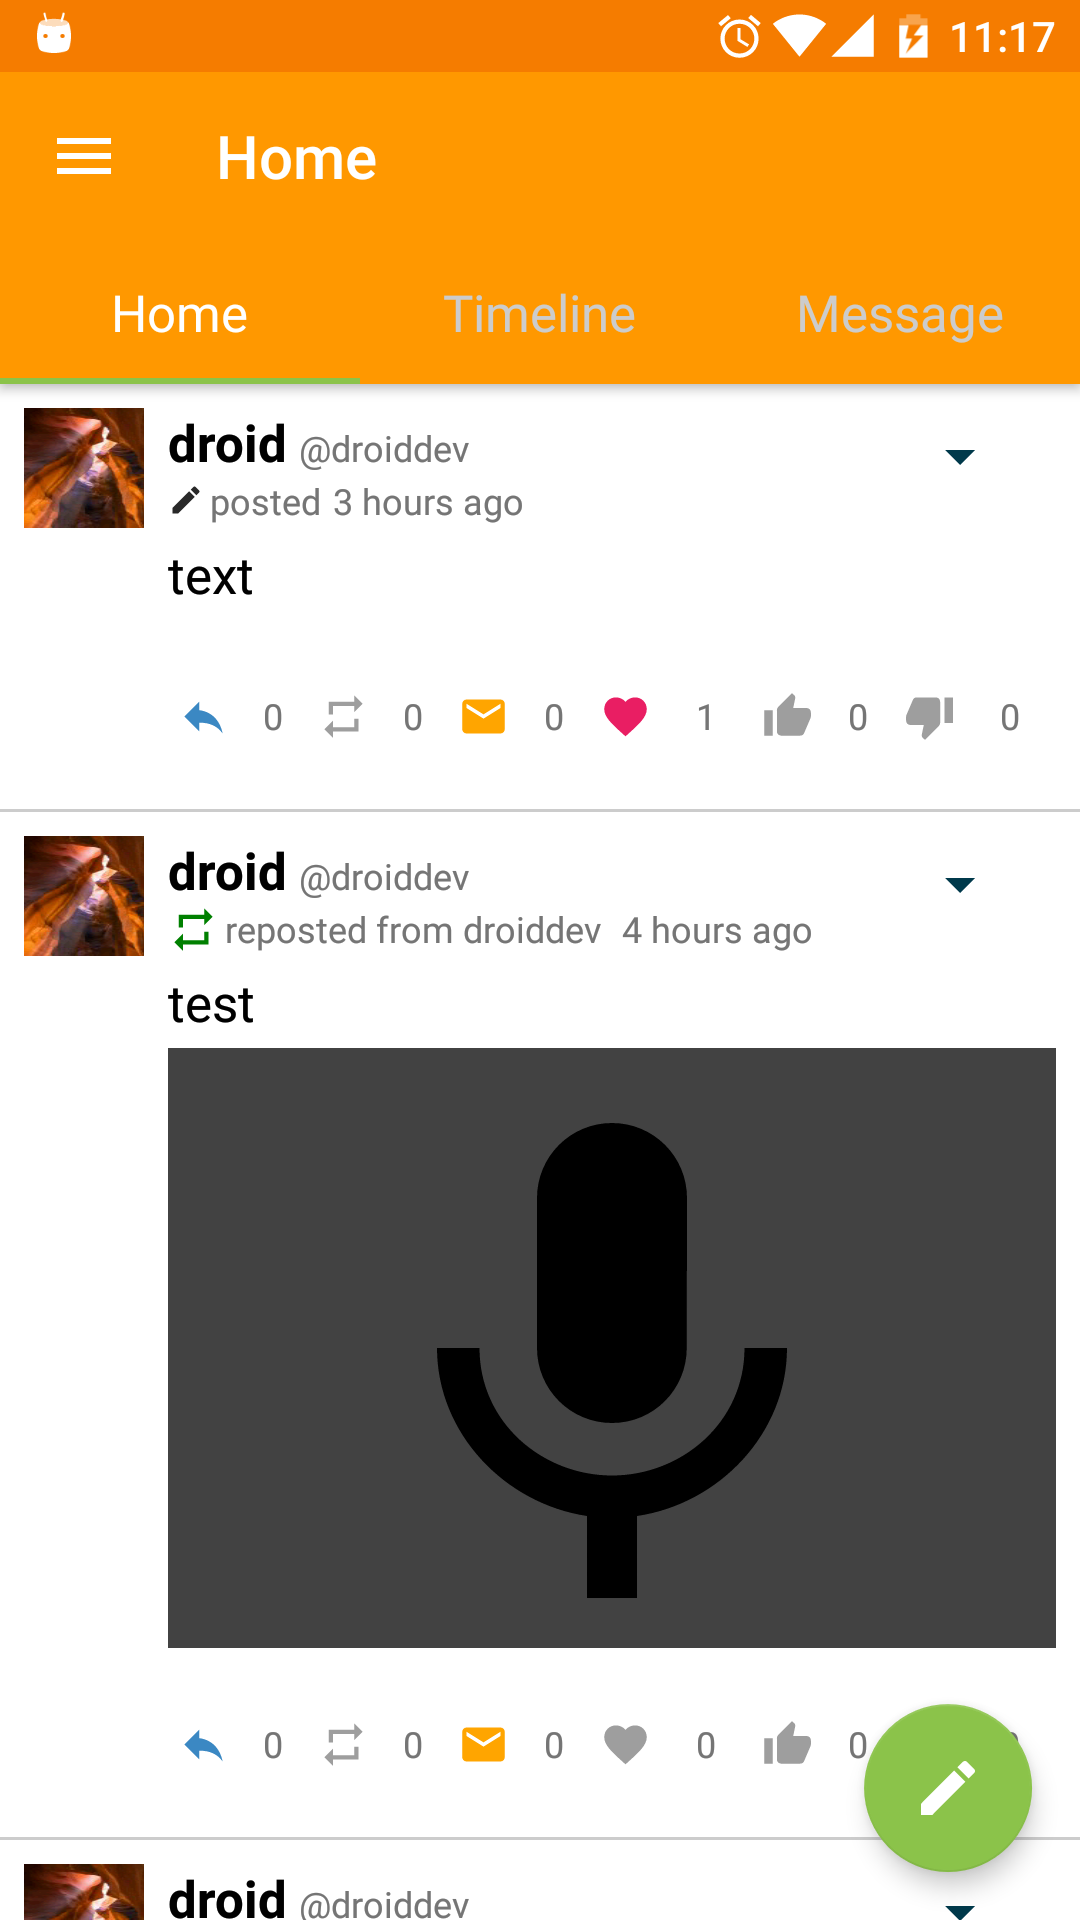 11:17
Home
Home Timeline Message
droid @droiddev
posted 3 hours ago
text
0 0 0 1 0 0
droid @droiddev
reposted from droiddev 4 hours ago
test
0 0 0 0 0
droid @droiddev